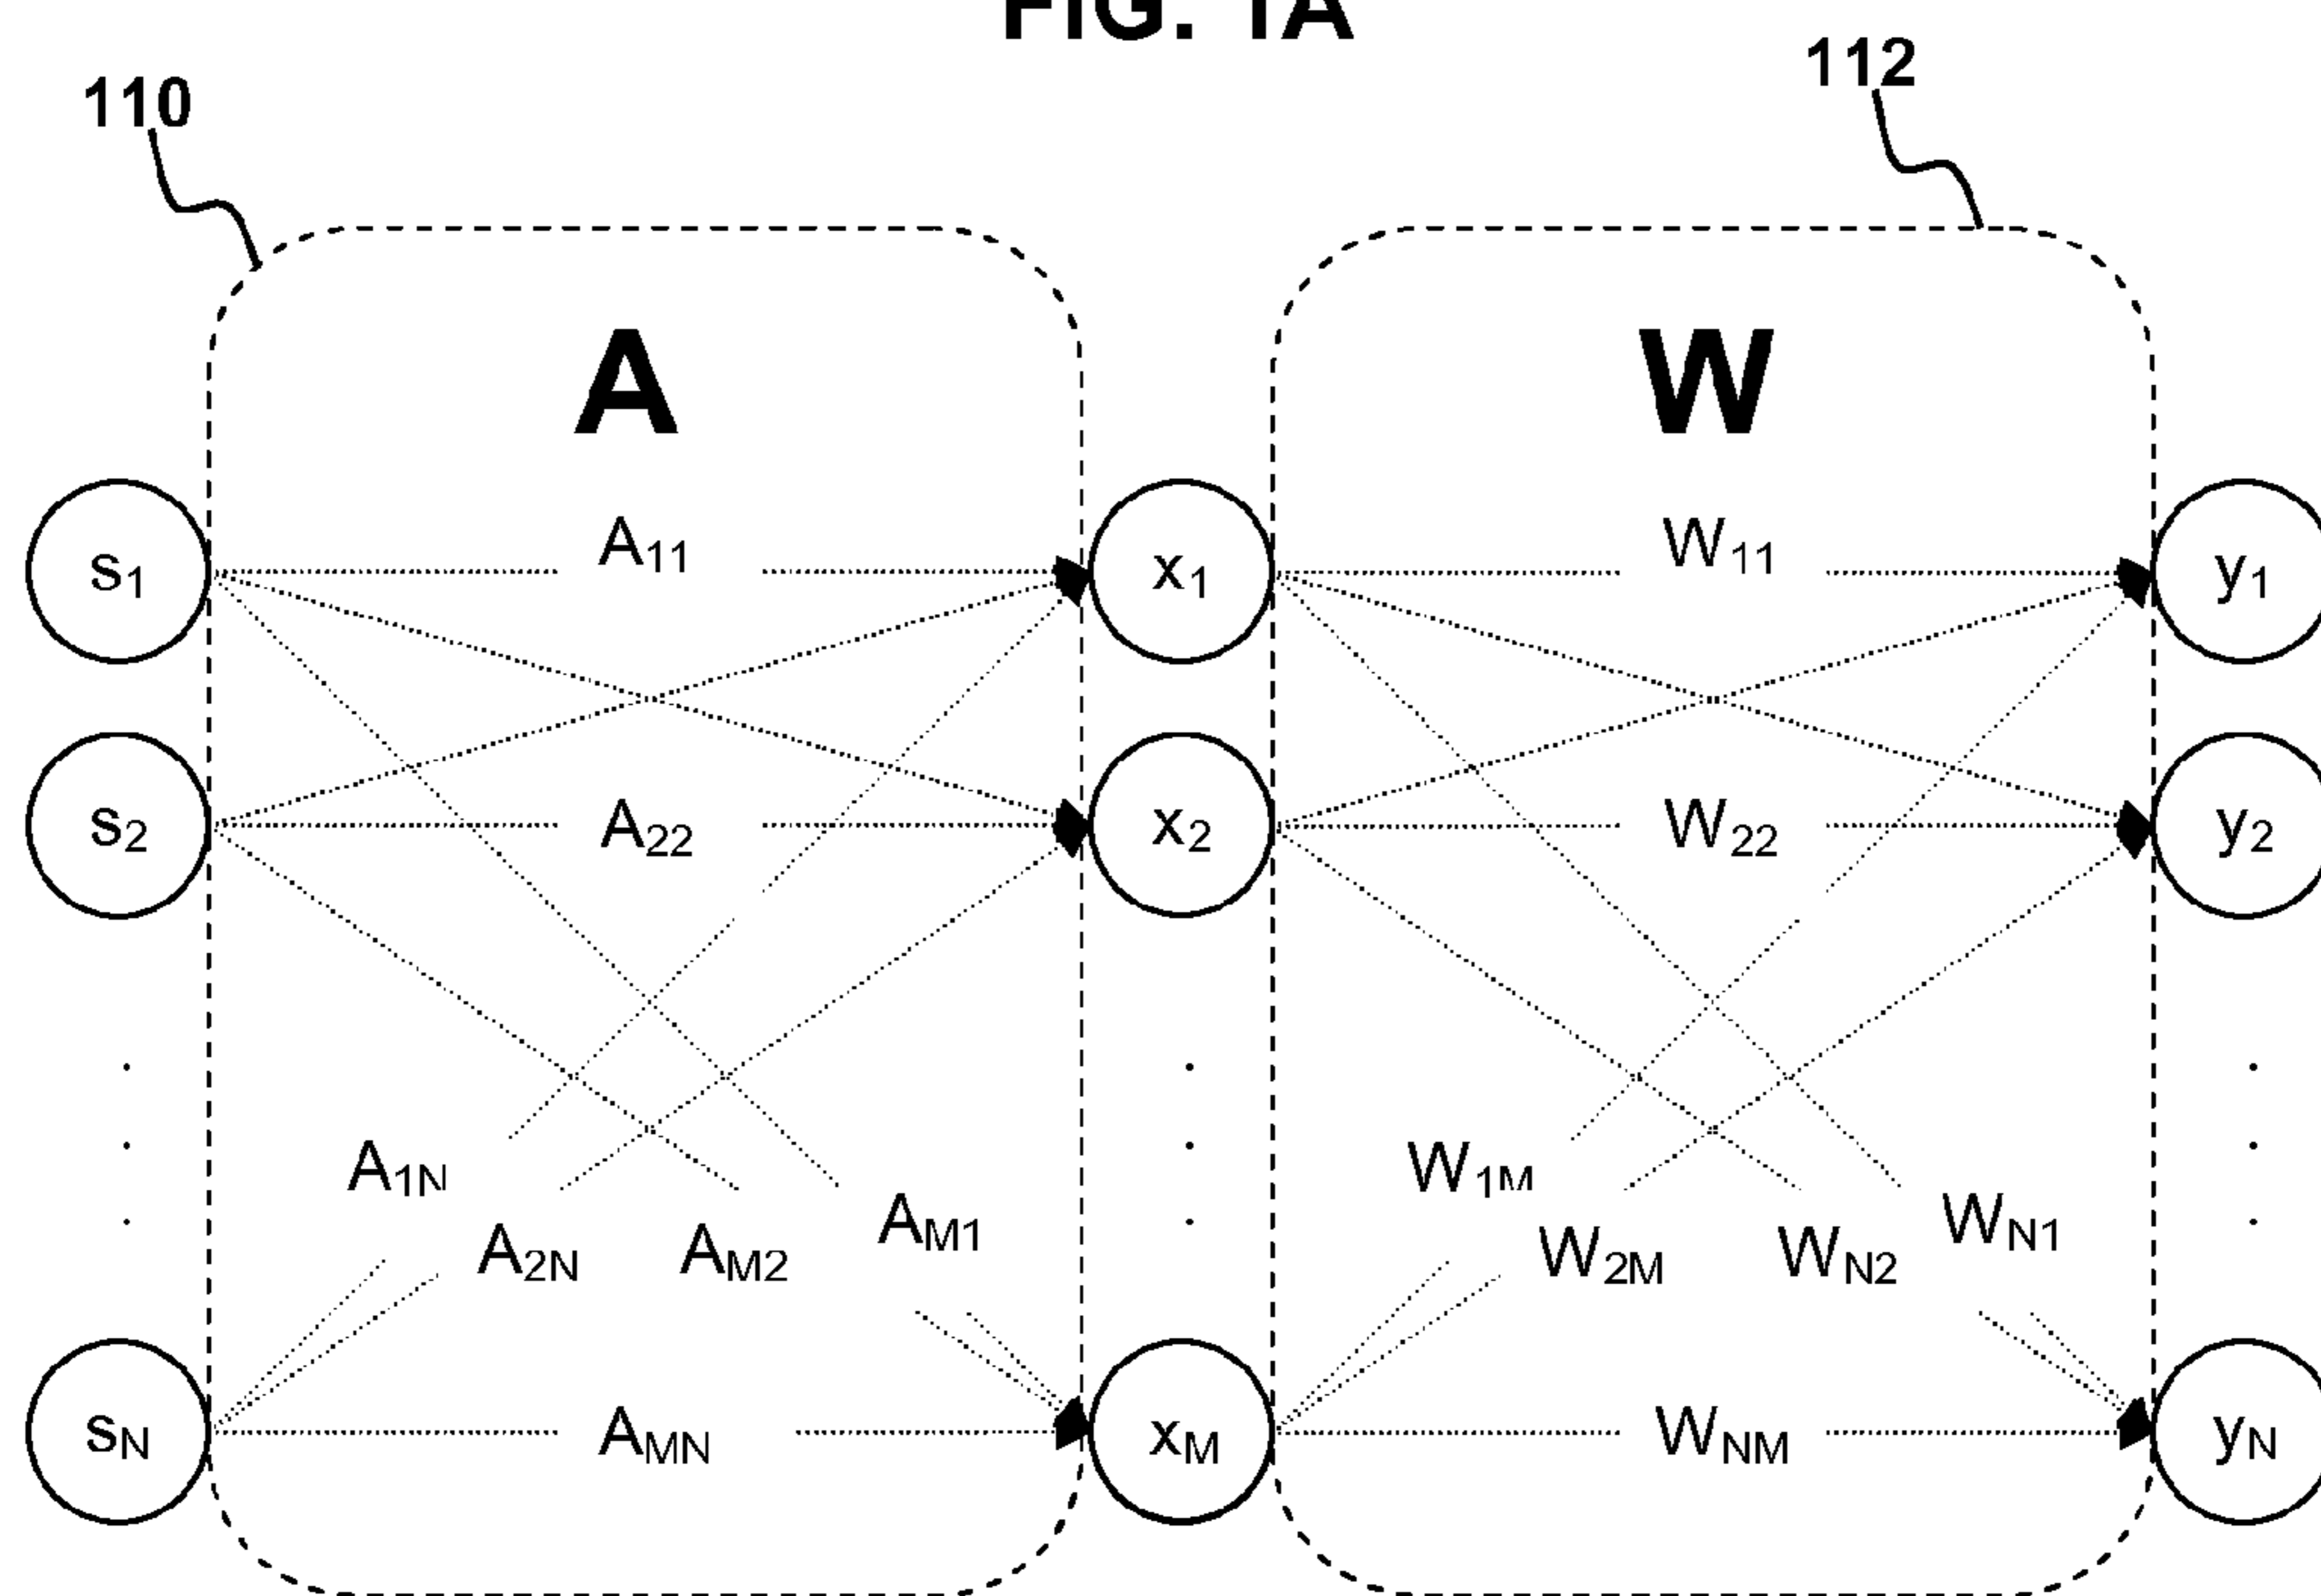 FIG. 1A
110
112
A
W
s1
A11
x1
W11
y1
s2
A22
x2
W22
y2
A1N
A2N
AM2
AM1
W1M
W2M
WN2
WN1
sN
AMN
xM
WNM
yN